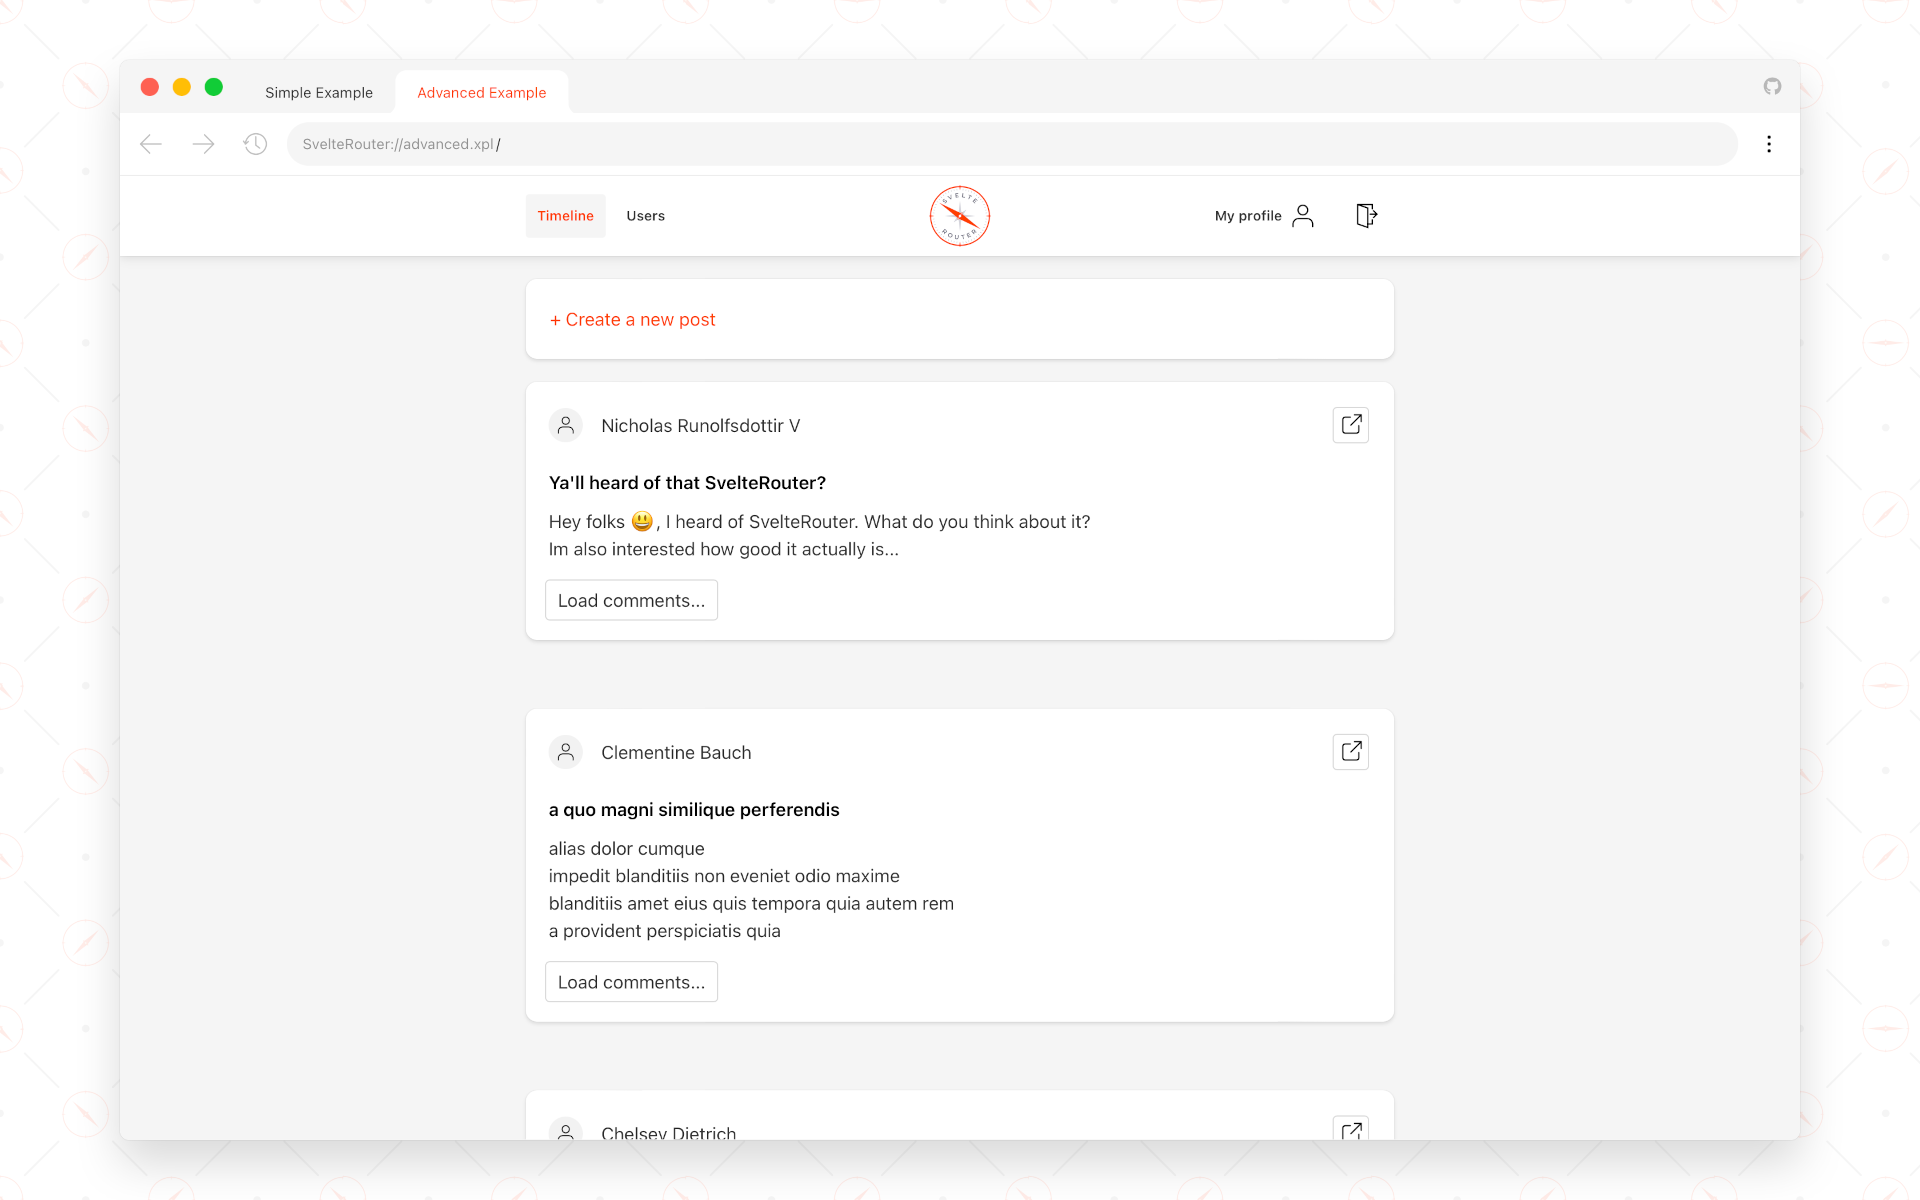 Simple Example
Advanced Example
SvelteRouter://advanced.xpl/
Timeline
Users
SVELTE
ROUTER
My profile
+ Create a new post
Nicholas Runolfsdottir V
Ya'll heard of that SvelteRouter?
Hey folks 😃, I heard of SvelteRouter. What do you think about it?
Im also interested how good it actually is...
Load comments...
Clementine Bauch
a quo magni similique perferendis
alias dolor cumque
impedit blanditiis non eveniet odio maxime
blanditiis amet eius quis tempora quia autem rem
a provident perspiciatis quia
Load comments...
Chelsey Dietrich